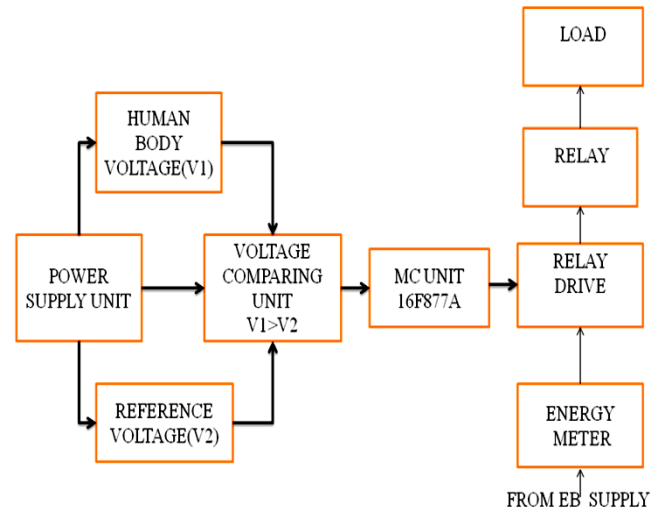 LOAD
HUMAN
BODY
VOLTAGE(V1)
RELAY
POWER
SUPPLY UNIT
VOLTAGE
COMPARING
UNIT
V1>V2
MC UNIT
16F877A
RELAY
DRIVE
REFERENCE
VOLTAGE(V2)
ENERGY
METER
FROM EB SUPPLY